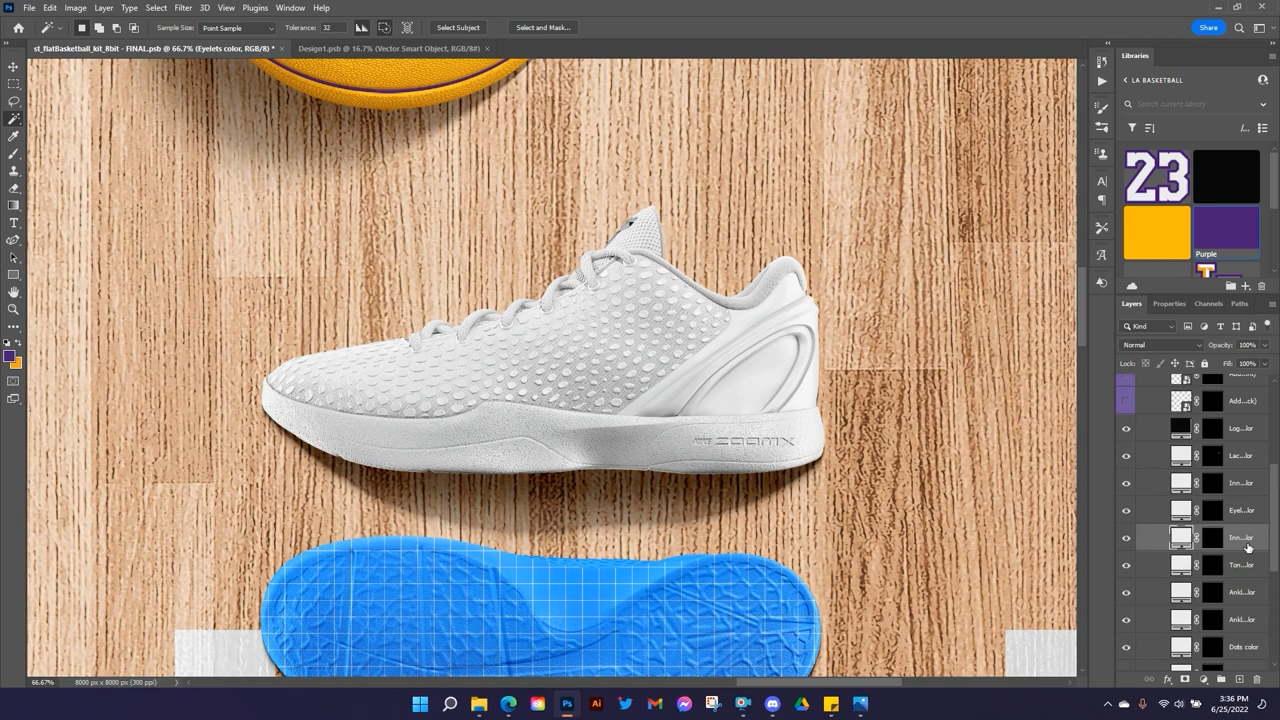 Ps File Edit Image Layer Type Select Filter 3D View Plugins Window Help
Sample Size: Point Sample Tolerance: 32 Select Subject Select and Mask... Share
st_flatBasketball_kit_8bit - FINAL.psb @ 66.7% (Eyelets color, RGB/8) * × Design1.psb @ 16.7% (Vector Smart Object, RGB/8#) ×
Libraries
LA BASKETBALL
Search current library
23
Purple
T
Layers Properties Channels Paths
Kind
Normal Opacity: 100%
Lock: Fill: 100%
Add...ck)
Log...lor
Lac...lor
Inn...lor
Eyel...lor
Inn...lor
Ton...lor
Ankl...lor
Ankl...lor
Dots color
ZOOMX
66.67% 8000 px x 8000 px (300 ppi)
Ps Ai
3:36 PM
6/25/2022